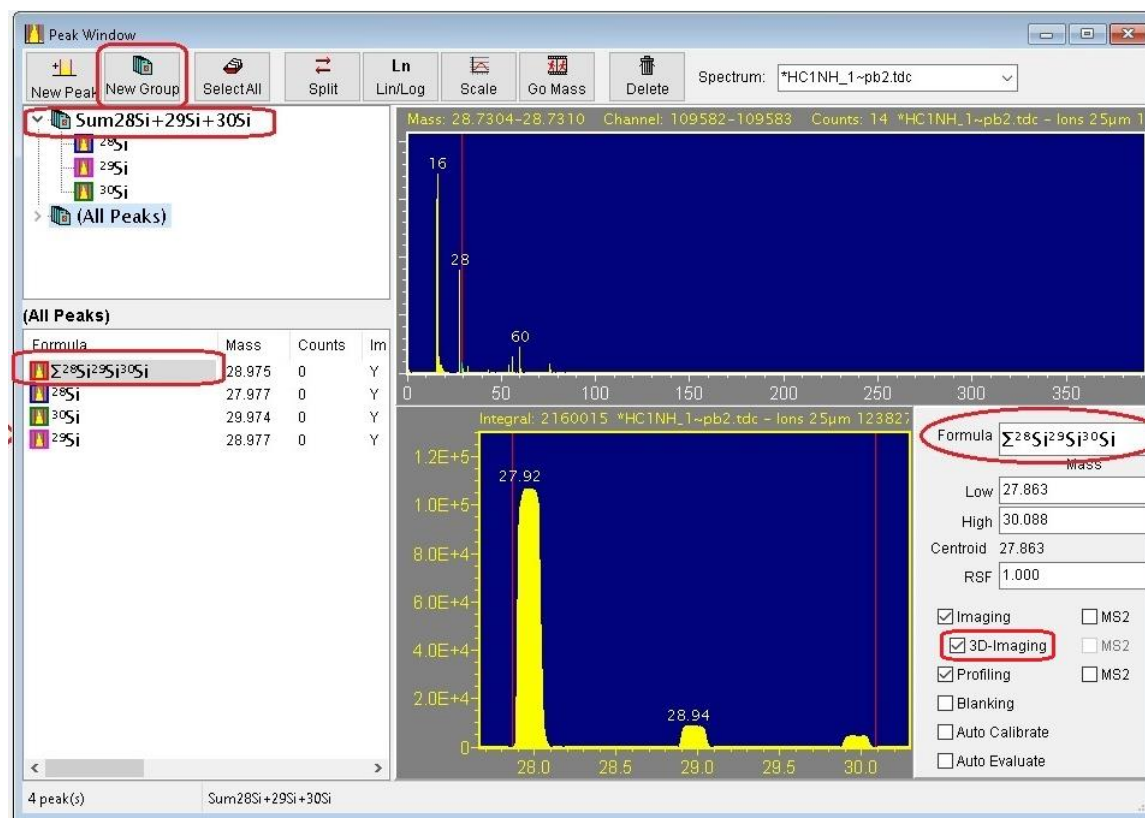 Peak Window
New Peak New Group SelectAll Split Ln Lin/Log Scale Go Mass Delete Spectrum: *HC1NH_1~pb2.tdc
Sum28Si+29Si+30Si
²⁸Si
²⁹Si
³⁰Si
(All Peaks)
Mass: 28.7304-28.7310 Channel: 109582-109583 Counts: 14 *HC1NH_1~pb2.tdc - Ions 25µm 1
16
28
60
0 50 100 150 200 250 300 350
(All Peaks)
Formula Mass Counts Im
Σ²⁸Si²⁹Si³⁰Si 28.975 0 Y
²⁸Si 27.977 0 Y
³⁰Si 29.974 0 Y
²⁹Si 28.977 0 Y
Integral: 2160015 *HC1NH_1~pb2.tdc - Ions 25µm 123827
1.2E+5
1.0E+5
8.0E+4
6.0E+4
4.0E+4
2.0E+4
0
27.92
28.94
28.0 28.5 29.0 29.5 30.0
Formula Σ²⁸Si²⁹Si³⁰Si
Mass
Low 27.863
High 30.088
Centroid 27.863
RSF 1.000
Imaging MS2
3D-Imaging MS2
Profiling MS2
Blanking
Auto Calibrate
Auto Evaluate
4 peak(s) Sum28Si+29Si+30Si